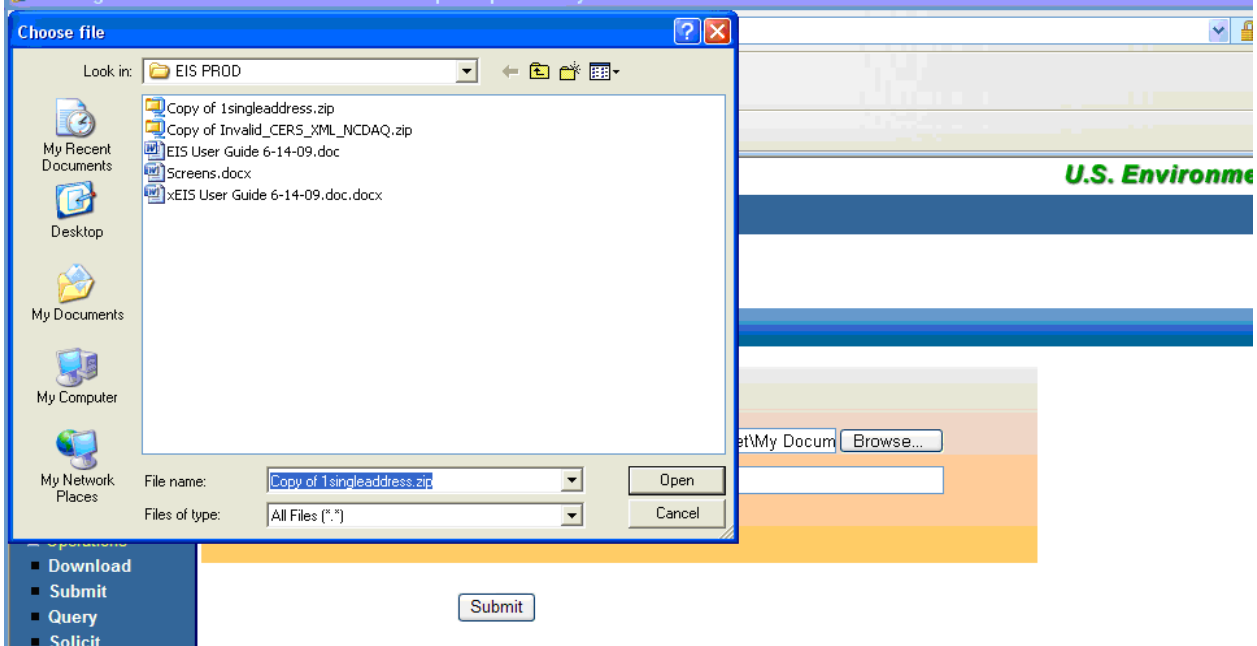 Choose file
Look in:
EIS PROD
My Recent
Documents
Desktop
My Documents
My Computer
My Network
Places
Copy of 1singleaddress.zip
Copy of Invalid_CERS_XML_NCDAQ.zip
EIS User Guide 6-14-09.doc
Screens.docx
xEIS User Guide 6-14-09.doc.docx
File name:
Copy of 1singleaddress.zip
Open
Files of type:
All Files (*.*)
Cancel
U.S. Environme
et\My Docum
Browse...
Operations
Download
Submit
Query
Solicit
Submit